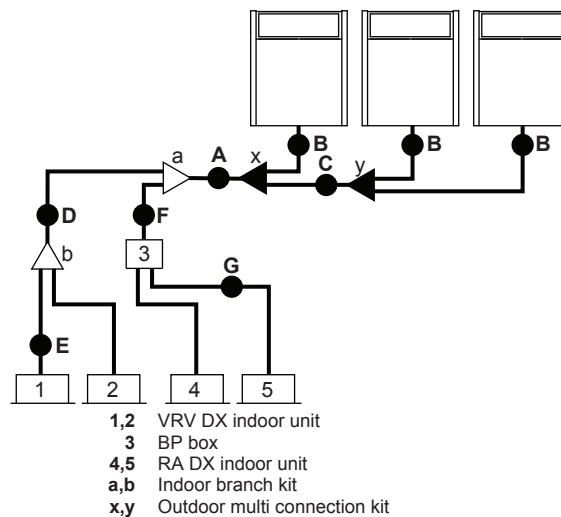 B B B
a A x C y
D F
b 3
G
E
1 2 4 5
1,2 VRV DX indoor unit
3 BP box
4,5 RA DX indoor unit
a,b Indoor branch kit
x,y Outdoor multi connection kit